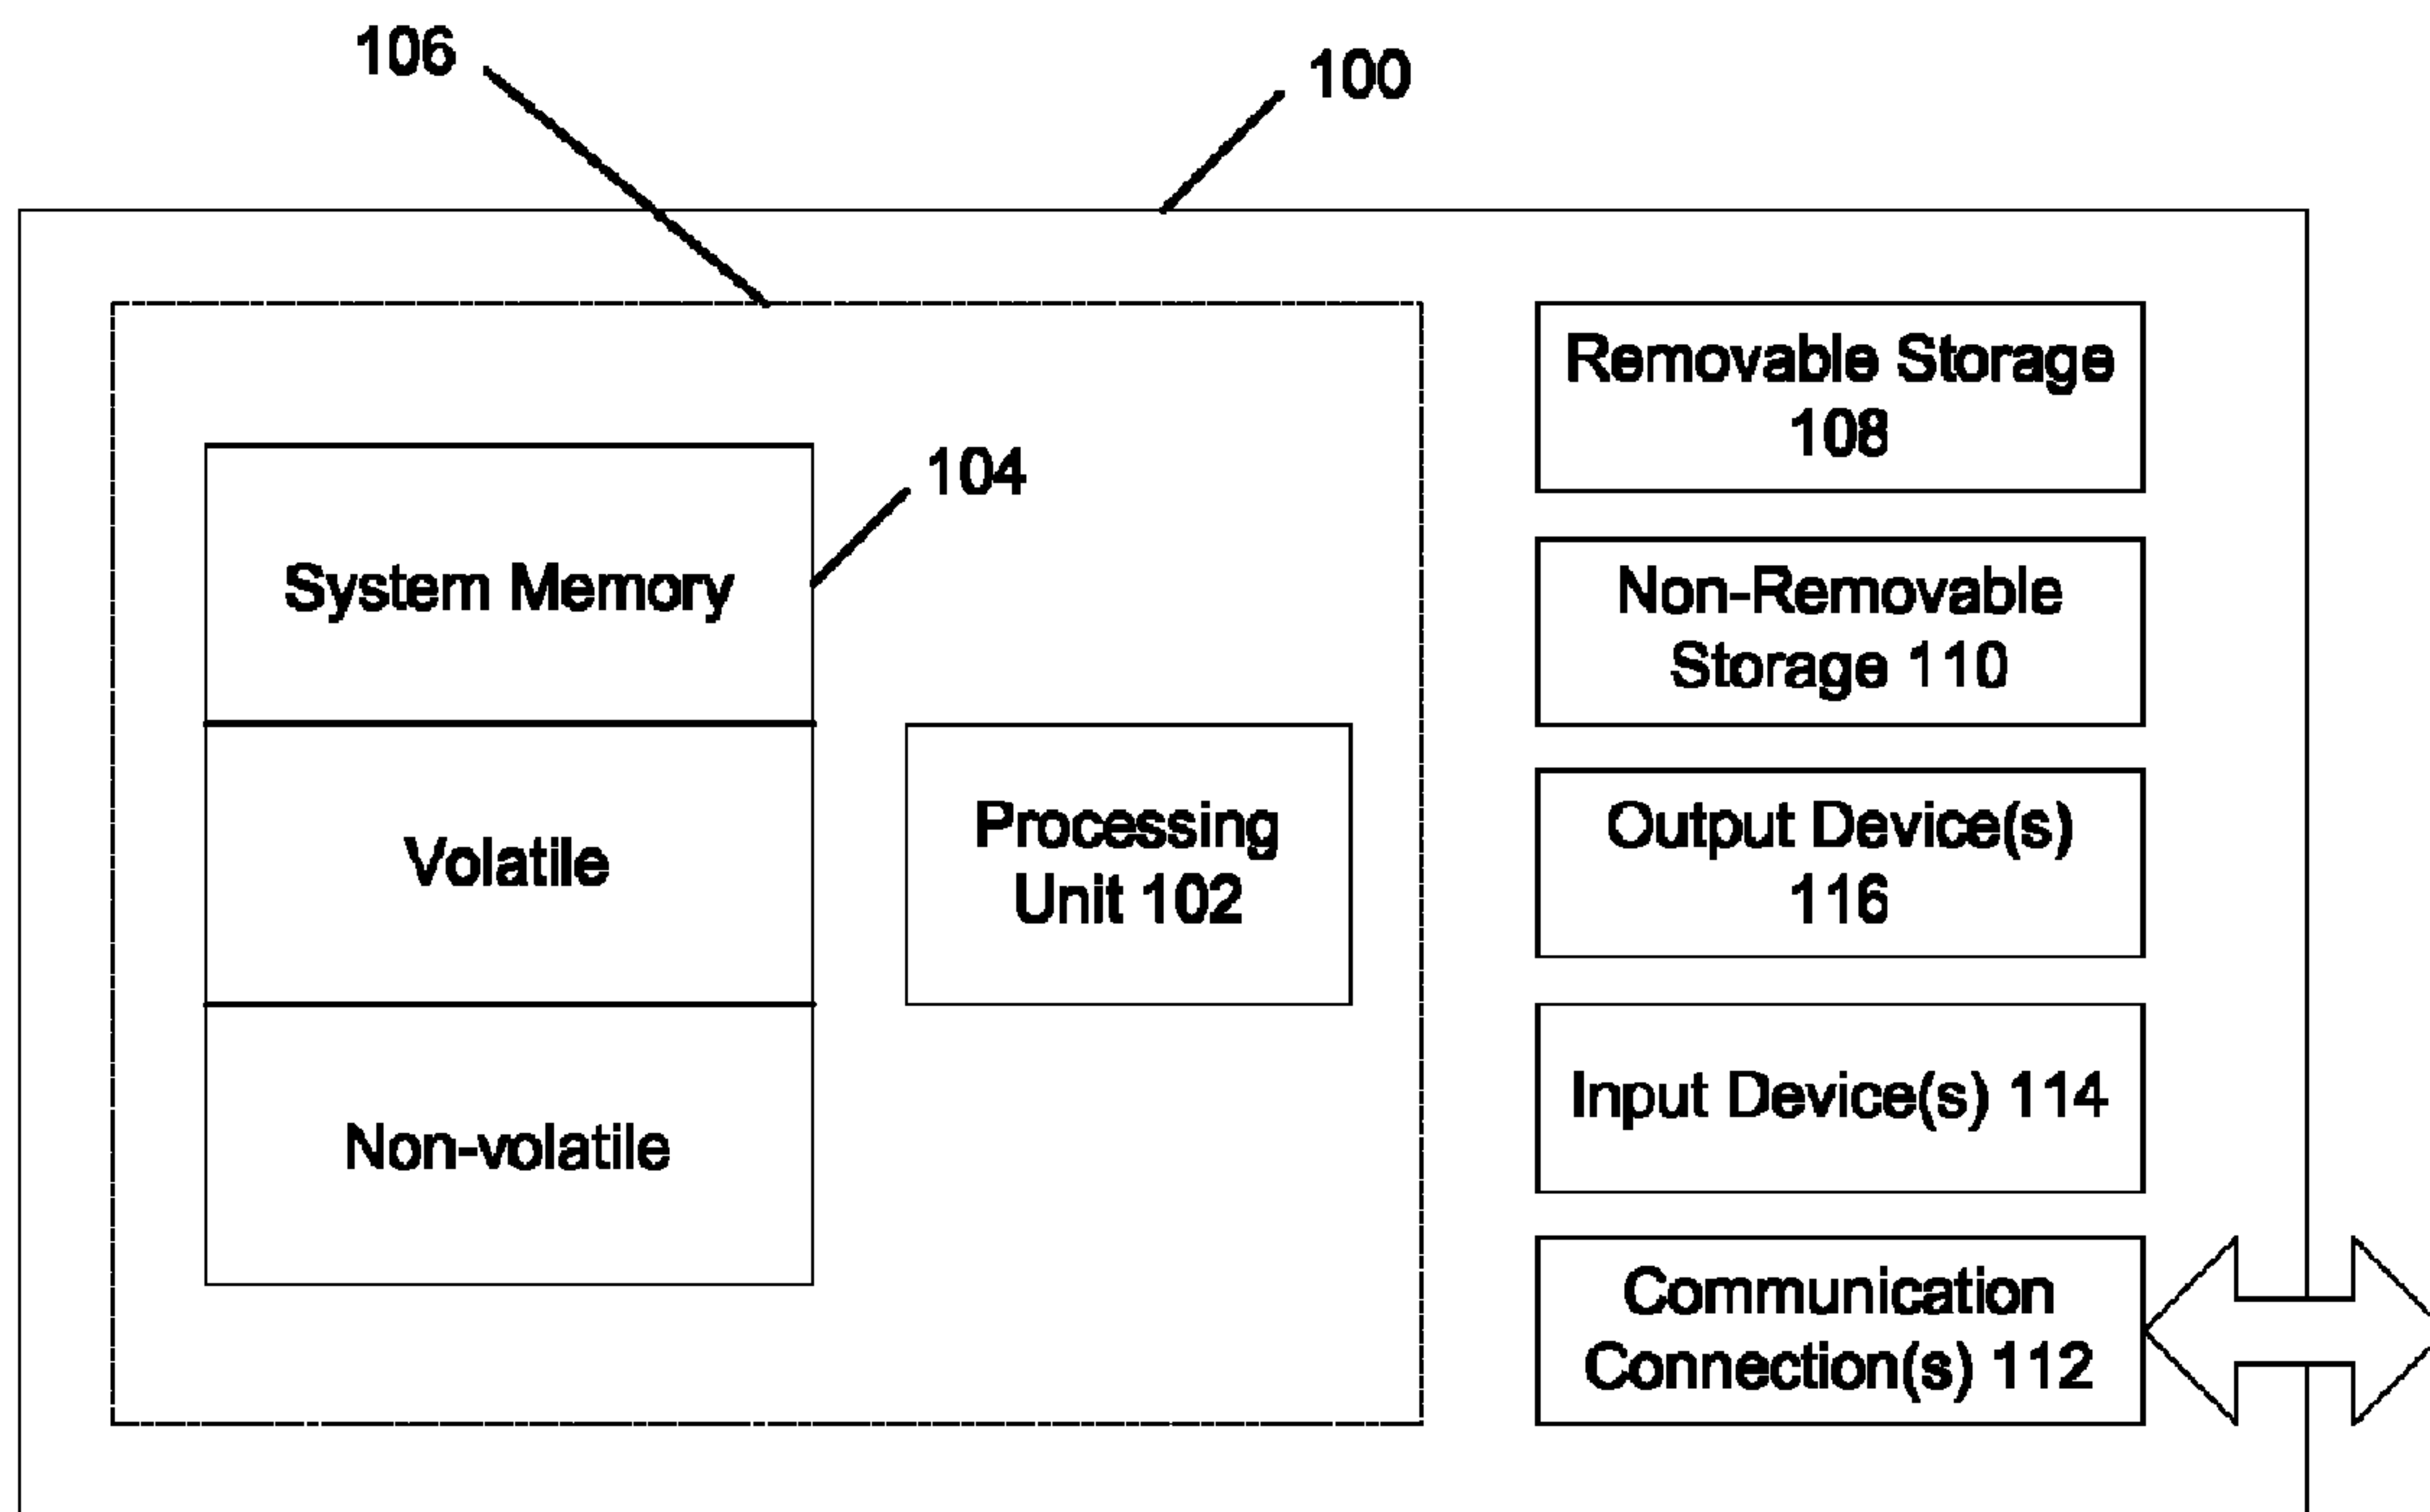 106
100
104
System Memory
Volatile
Non-volatile
Processing
Unit 102
Removable Storage
108
Non-Removable
Storage 110
Output Device(s)
116
Input Device(s) 114
Communication
Connection(s) 112